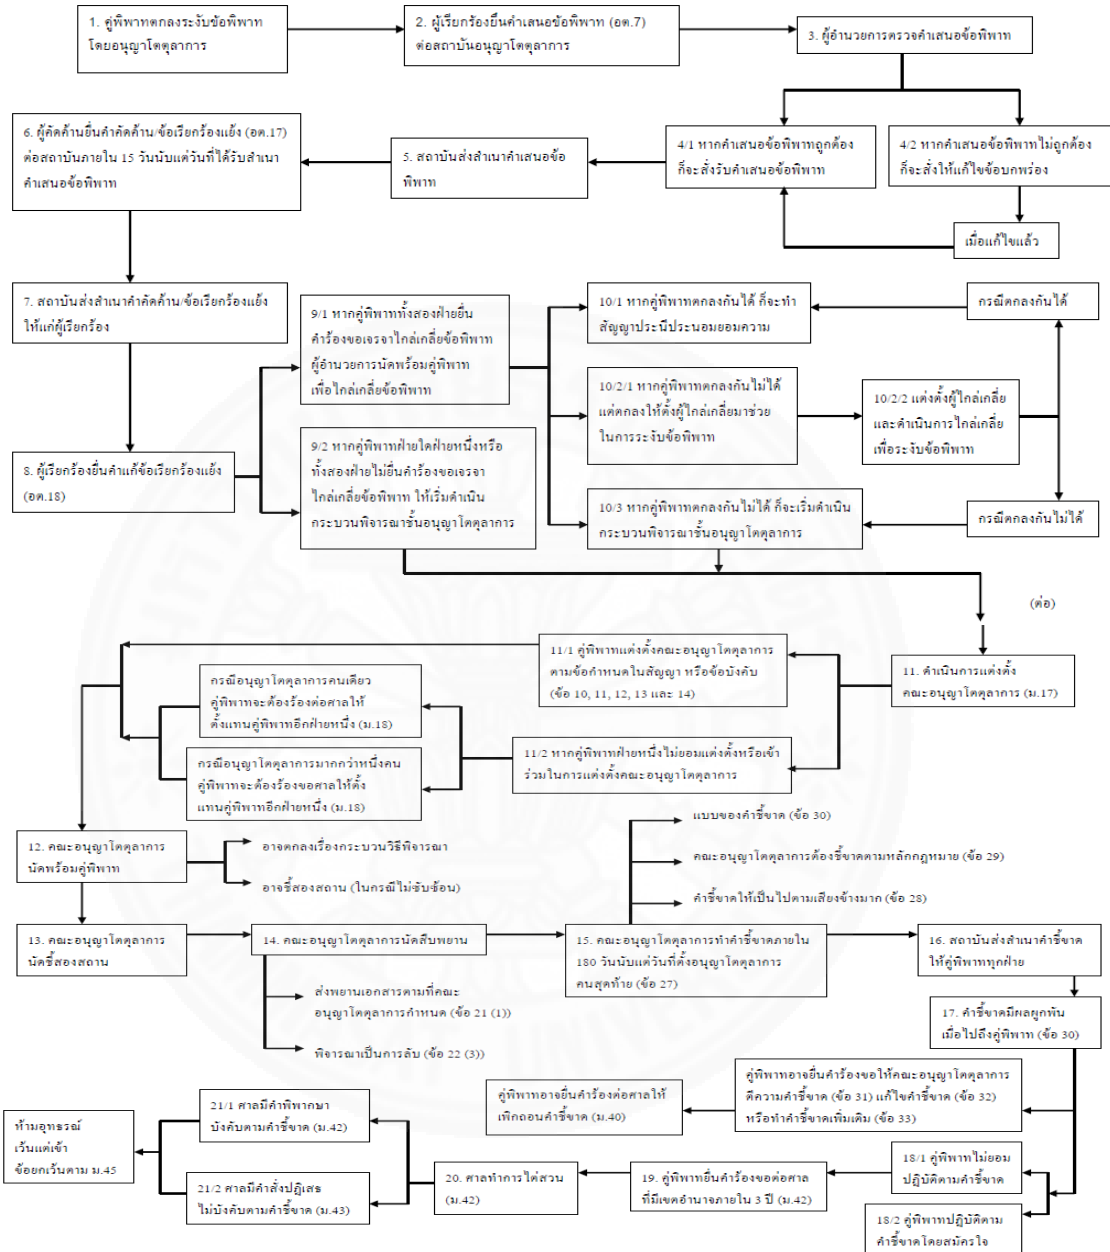 1. คู่พิพาทตกลงระงับข้อพิพาท
โดยอนุญาโตตุลาการ
2. ผู้เรียกร้องยื่นคำเสนอข้อพิพาท (อต.7)
ต่อสถาบันอนุญาโตตุลาการ
3. ผู้อำนวยการตรวจคำเสนอข้อพิพาท
4/1 หากคำเสนอข้อพิพาทถูกต้อง
ก็จะสั่งรับคำเสนอข้อพิพาท
4/2 หากคำเสนอข้อพิพาทไม่ถูกต้อง
ก็จะสั่งให้แก้ไขข้อบกพร่อง
เมื่อแก้ไขแล้ว
5. สถาบันส่งสำเนาคำเสนอข้อ
พิพาท
6. ผู้คัดค้านยื่นคำคัดค้าน/ข้อเรียกร้องแย้ง (อต.17)
ต่อสถาบันภายใน 15 วันนับแต่วันที่ได้รับสำเนา
คำเสนอข้อพิพาท
7. สถาบันส่งสำเนาคำคัดค้าน/ข้อเรียกร้องแย้ง
ให้แก่ผู้เรียกร้อง
8. ผู้เรียกร้องยื่นคำแก้ข้อเรียกร้องแย้ง
(อต.18)
9/1 หากคู่พิพาททั้งสองฝ่ายยื่น
คำร้องขอเจรจาไกล่เกลี่ยข้อพิพาท
ผู้อำนวยการนัดพร้อมคู่พิพาท
เพื่อไกล่เกลี่ยข้อพิพาท
9/2 หากคู่พิพาทฝ่ายใดฝ่ายหนึ่งหรือ
ทั้งสองฝ่ายไม่ยื่นคำร้องขอเจรจา
ไกล่เกลี่ยข้อพิพาท ให้เริ่มดำเนิน
กระบวนพิจารณาชั้นอนุญาโตตุลาการ
10/1 หากคู่พิพาทตกลงกันได้ ก็จะทำ
สัญญาประนีประนอมยอมความ
กรณีตกลงกันได้
10/2/1 หากคู่พิพาทตกลงกันไม่ได้
แต่ตกลงให้ตั้งผู้ไกล่เกลี่ยมาช่วย
ในการระงับข้อพิพาท
10/2/2 แต่งตั้งผู้ไกล่เกลี่ย
และดำเนินการไกล่เกลี่ย
เพื่อระงับข้อพิพาท
10/3 หากคู่พิพาทตกลงกันไม่ได้ ก็จะเริ่มดำเนิน
กระบวนพิจารณาชั้นอนุญาโตตุลาการ
กรณีตกลงกันไม่ได้
(ต่อ)
11. ดำเนินการแต่งตั้ง
คณะอนุญาโตตุลาการ (ม.17)
11/1 คู่พิพาทแต่งตั้งคณะอนุญาโตตุลาการ
ตามข้อกำหนดในสัญญา หรือข้อบังคับ
(ข้อ 10, 11, 12, 13 และ 14)
11/2 หากคู่พิพาทฝ่ายหนึ่งไม่ยอมแต่งตั้งหรือเข้า
ร่วมในการแต่งตั้งคณะอนุญาโตตุลาการ
กรณีอนุญาโตตุลาการคนเดียว
คู่พิพาทจะต้องร้องต่อศาลให้
ตั้งแทนคู่พิพาทอีกฝ่ายหนึ่ง (ม.18)
กรณีอนุญาโตตุลาการมากกว่าหนึ่งคน
คู่พิพาทจะต้องร้องขอศาลให้ตั้ง
แทนคู่พิพาทอีกฝ่ายหนึ่ง (ม.18)
12. คณะอนุญาโตตุลาการ
นัดพร้อมคู่พิพาท
อาจตกลงเรื่องกระบวนวิธีพิจารณา
อาจชี้สองสถาน (ในกรณีไม่ซับซ้อน)
13. คณะอนุญาโตตุลาการ
นัดชี้สองสถาน
14. คณะอนุญาโตตุลาการนัดสืบพยาน
ส่งพยานเอกสารตามที่คณะ
อนุญาโตตุลาการกำหนด (ข้อ 21 (1))
พิจารณาเป็นการลับ (ข้อ 22 (3))
แบบของคำชี้ขาด (ข้อ 30)
คณะอนุญาโตตุลาการต้องชี้ขาดตามหลักกฎหมาย (ข้อ 29)
คำชี้ขาดให้เป็นไปตามเสียงข้างมาก (ข้อ 28)
15. คณะอนุญาโตตุลาการทำคำชี้ขาดภายใน
180 วันนับแต่วันที่ตั้งอนุญาโตตุลาการ
คนสุดท้าย (ข้อ 27)
16. สถาบันส่งสำเนาคำชี้ขาด
ให้คู่พิพาททุกฝ่าย
17. คำชี้ขาดมีผลผูกพัน
เมื่อไปถึงคู่พิพาท (ข้อ 30)
คู่พิพาทอาจยื่นคำร้องขอให้คณะอนุญาโตตุลาการ
ตีความคำชี้ขาด (ข้อ 31) แก้ไขคำชี้ขาด (ข้อ 32)
หรือทำคำชี้ขาดเพิ่มเติม (ข้อ 33)
คู่พิพาทอาจยื่นคำร้องต่อศาลให้
เพิกถอนคำชี้ขาด (ม.40)
18/1 คู่พิพาทไม่ยอม
ปฏิบัติตามคำชี้ขาด
18/2 คู่พิพาทปฏิบัติตาม
คำชี้ขาดโดยสมัครใจ
19. คู่พิพาทยื่นคำร้องขอต่อศาล
ที่มีเขตอำนาจภายใน 3 ปี (ม.42)
20. ศาลทำการไต่สวน
(ม.42)
21/1 ศาลมีคำพิพากษา
บังคับตามคำชี้ขาด (ม.42)
21/2 ศาลมีคำสั่งปฏิเสธ
ไม่บังคับตามคำชี้ขาด (ม.43)
ห้ามอุทธรณ์
เว้นแต่เข้า
ข้อยกเว้นตาม ม.45